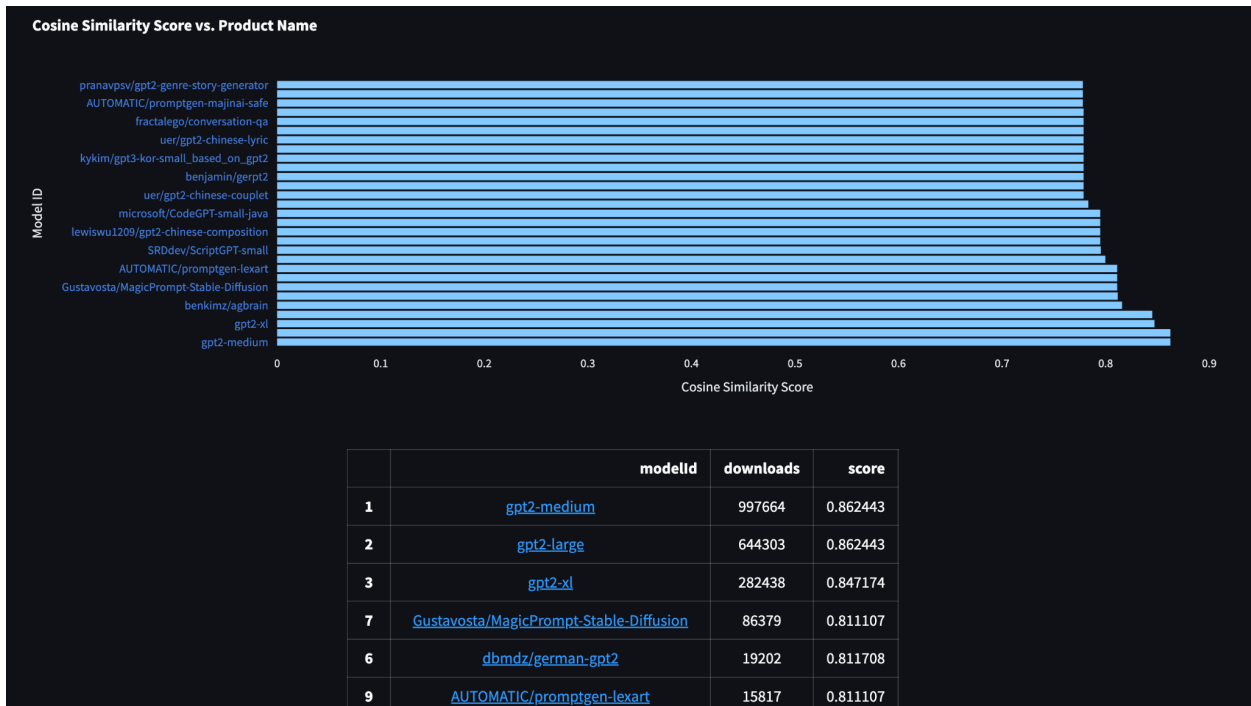 Cosine Similarity Score vs. Product Name
pranavpsv/gpt2-genre-story-generator
AUTOMATIC/promptgen-majinai-safe
fractalego/conversation-qa
uer/gpt2-chinese-lyric
kykim/gpt3-kor-small_based_on_gpt2
benjamin/gerpt2
uer/gpt2-chinese-couplet
microsoft/CodeGPT-small-java
lewiswu1209/gpt2-chinese-composition
SRDdev/ScriptGPT-small
AUTOMATIC/promptgen-lexart
Gustavosta/MagicPrompt-Stable-Diffusion
benkimz/agbrain
gpt2-xl
gpt2-medium
Model ID
0 0.1 0.2 0.3 0.4 0.5 0.6 0.7 0.8 0.9
Cosine Similarity Score
modelId downloads score
1 gpt2-medium 997664 0.862443
2 gpt2-large 644303 0.862443
3 gpt2-xl 282438 0.847174
7 Gustavosta/MagicPrompt-Stable-Diffusion 86379 0.811107
6 dbmdz/german-gpt2 19202 0.811708
9 AUTOMATIC/promptgen-lexart 15817 0.811107